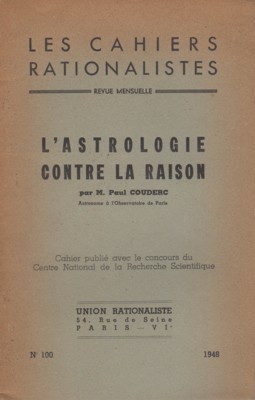 LES CAHIERS
RATIONALISTES
REVUE MENSUELLE
L'ASTROLOGIE
CONTRE LA RAISON
par M. Paul COUDERC
Astronome à l'Observatoire de Paris
Cahier publié avec le concours du
Centre National de la Recherche Scientifique
UNION RATIONALISTE
54, Rue de Seine
PARIS — VIᵉ
N° 100 1948